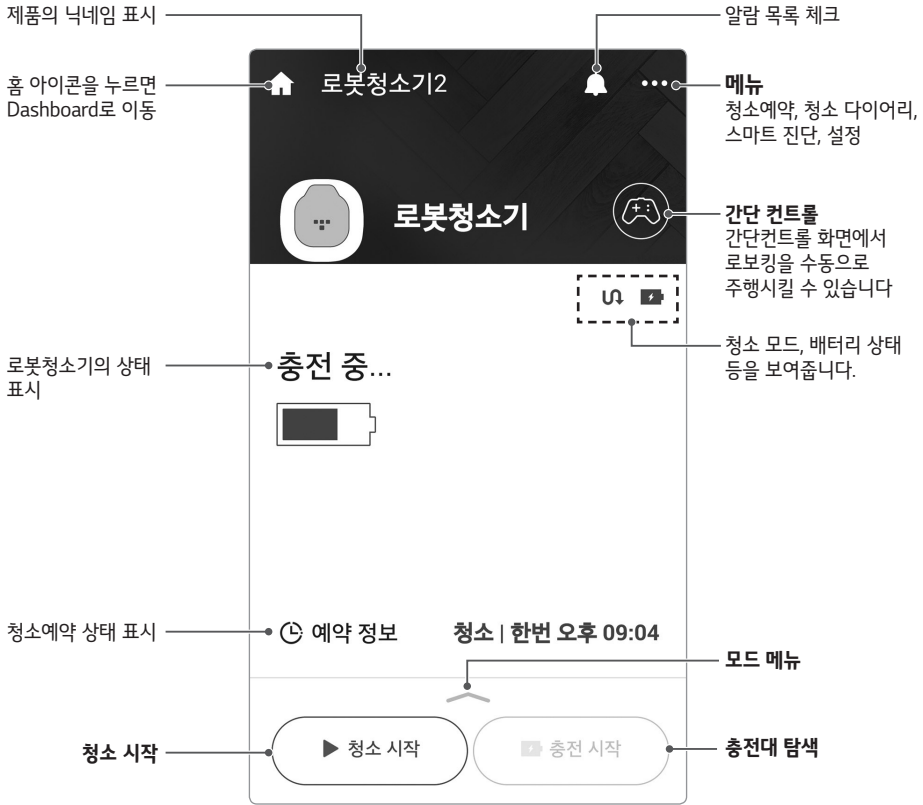 제품의 닉네임 표시
알람 목록 체크
홈 아이콘을 누르면
Dashboard로 이동
로봇청소기2
메뉴
청소예약, 청소 다이어리,
스마트 진단, 설정
로봇청소기
간단 컨트롤
간단컨트롤 화면에서
로보킹을 수동으로
주행시킬 수 있습니다
청소 모드, 배터리 상태
등을 보여줍니다.
로봇청소기의 상태
표시
충전 중...
청소예약 상태 표시
예약 정보 청소 | 한번 오후 09:04
모드 메뉴
청소 시작
청소 시작
충전 시작
충전대 탐색